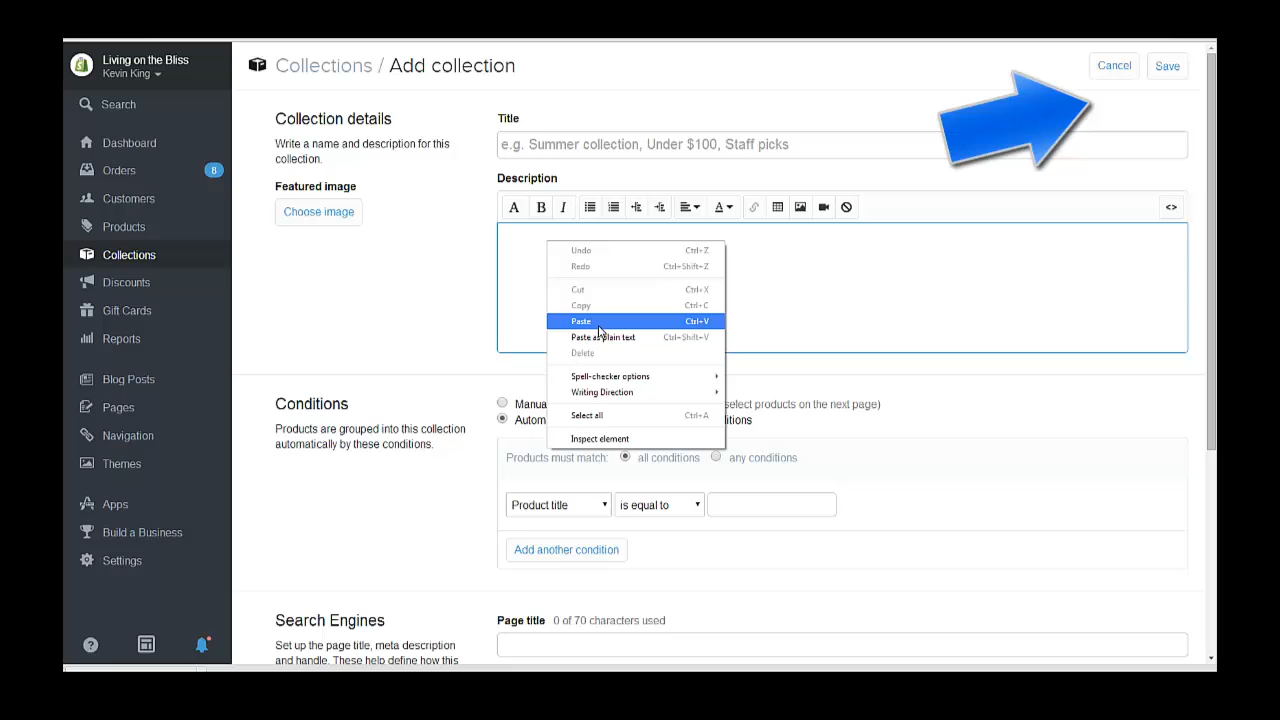 Living on the Bliss
Kevin King
Search
Dashboard
Orders 8
Customers
Products
Collections
Discounts
Gift Cards
Reports
Blog Posts
Pages
Navigation
Themes
Apps
Build a Business
Settings
Collections / Add collection
Cancel Save
Collection details
Write a name and description for this
collection.
Featured image
Choose image
Title
e.g. Summer collection, Under $100, Staff picks
Description
A B I A <>
Undo Ctrl+Z
Redo Ctrl+Shift+Z
Cut Ctrl+X
Copy Ctrl+C
Paste Ctrl+V
Paste as plain text Ctrl+Shift+V
Delete
Spell-checker options
Writing Direction
Select all Ctrl+A
Inspect element
Conditions
Products are grouped into this collection
automatically by these conditions.
select products on the next page)
Products must match: all conditions any conditions
Product title is equal to
Add another condition
Search Engines
Set up the page title, meta description
and handle. These help define how this
Page title 0 of 70 characters used